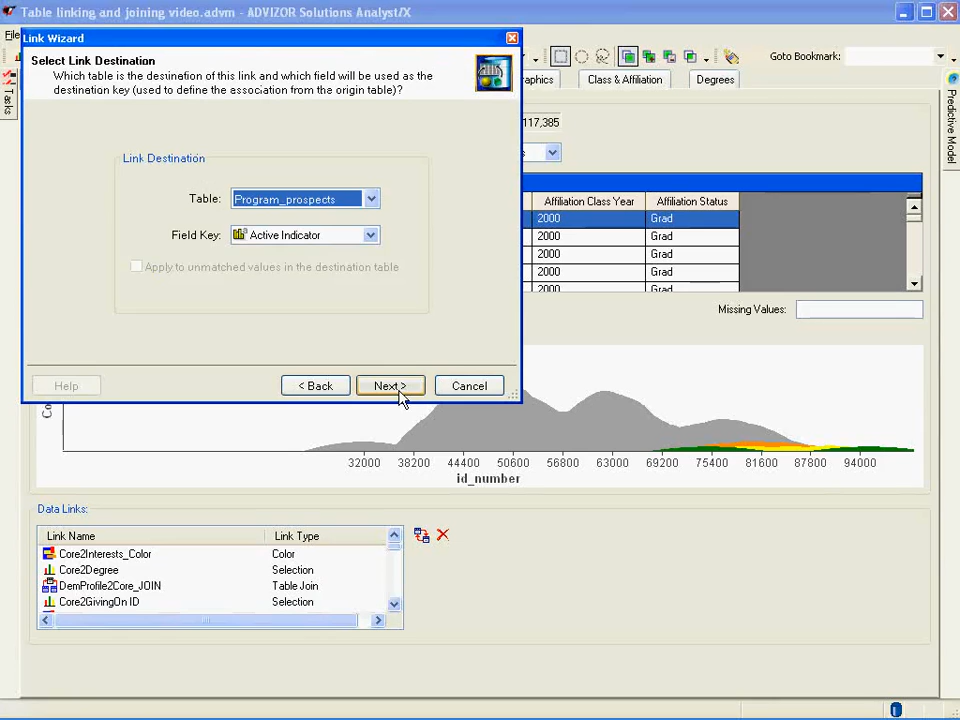 Table linking and joining video.advm - ADVIZOR Solutions Analyst/X
File
Link Wizard
Select Link Destination
Which table is the destination of this link and which field will be used as the
destination key (used to define the association from the origin table)?
Goto Bookmark:
Class & Affiliation
Degrees
Tasks
Predictive Model
117,385
Link Destination
Table:
Program_prospects
Field Key:
Active Indicator
Apply to unmatched values in the destination table
Help
< Back
Next >
Cancel
Affiliation Class Year
Affiliation Status
2000
Grad
2000
Grad
2000
Grad
2000
Grad
2000
Grad
Missing Values:
32000
38200
44400
50600
56800
63000
69200
75400
81600
87800
94000
id_number
Data Links:
Link Name
Link Type
Core2Interests_Color
Color
Core2Degree
Selection
DemProfile2Core_JOIN
Table Join
Core2GivingOn ID
Selection